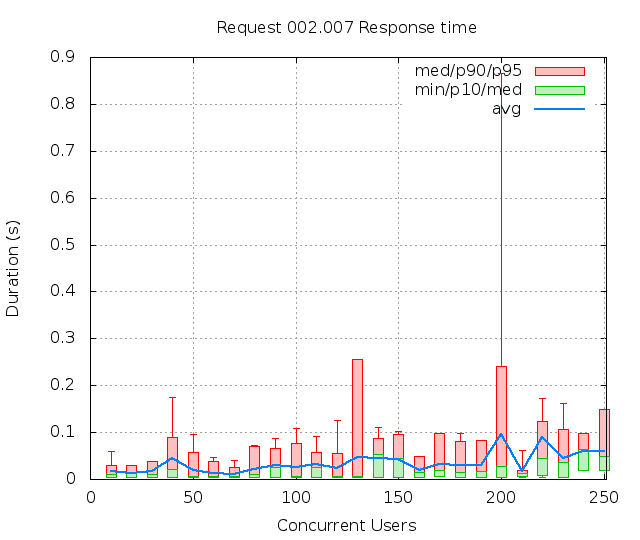 Request 002.007 Response time
0.9
0.8
0.7
0.6
0.5
0.4
0.3
0.2
0.1
0
Duration (s)
med/p90/p95
min/p10/med
avg
0 50 100 150 200 250
Concurrent Users